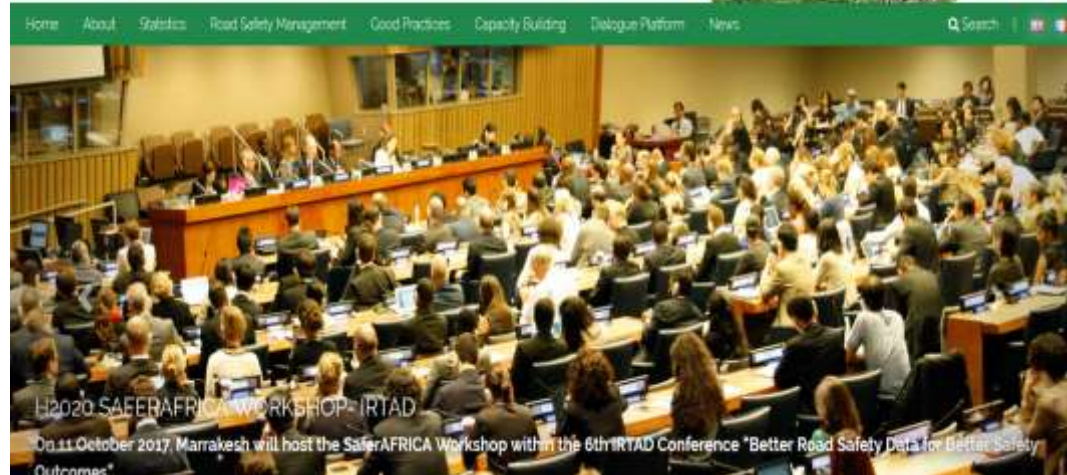 Home About Statistics Road Safety Management Good Practices Capacity Building Dialogue Platform News Search
H2020 SAFERAFRICA WORKSHOP- IRTAD
On 11 October 2017, Marrakesh will host the SaferAFRICA Workshop within the 6th IRTAD Conference "Better Road Safety Data for Better Safety
Outcomes"